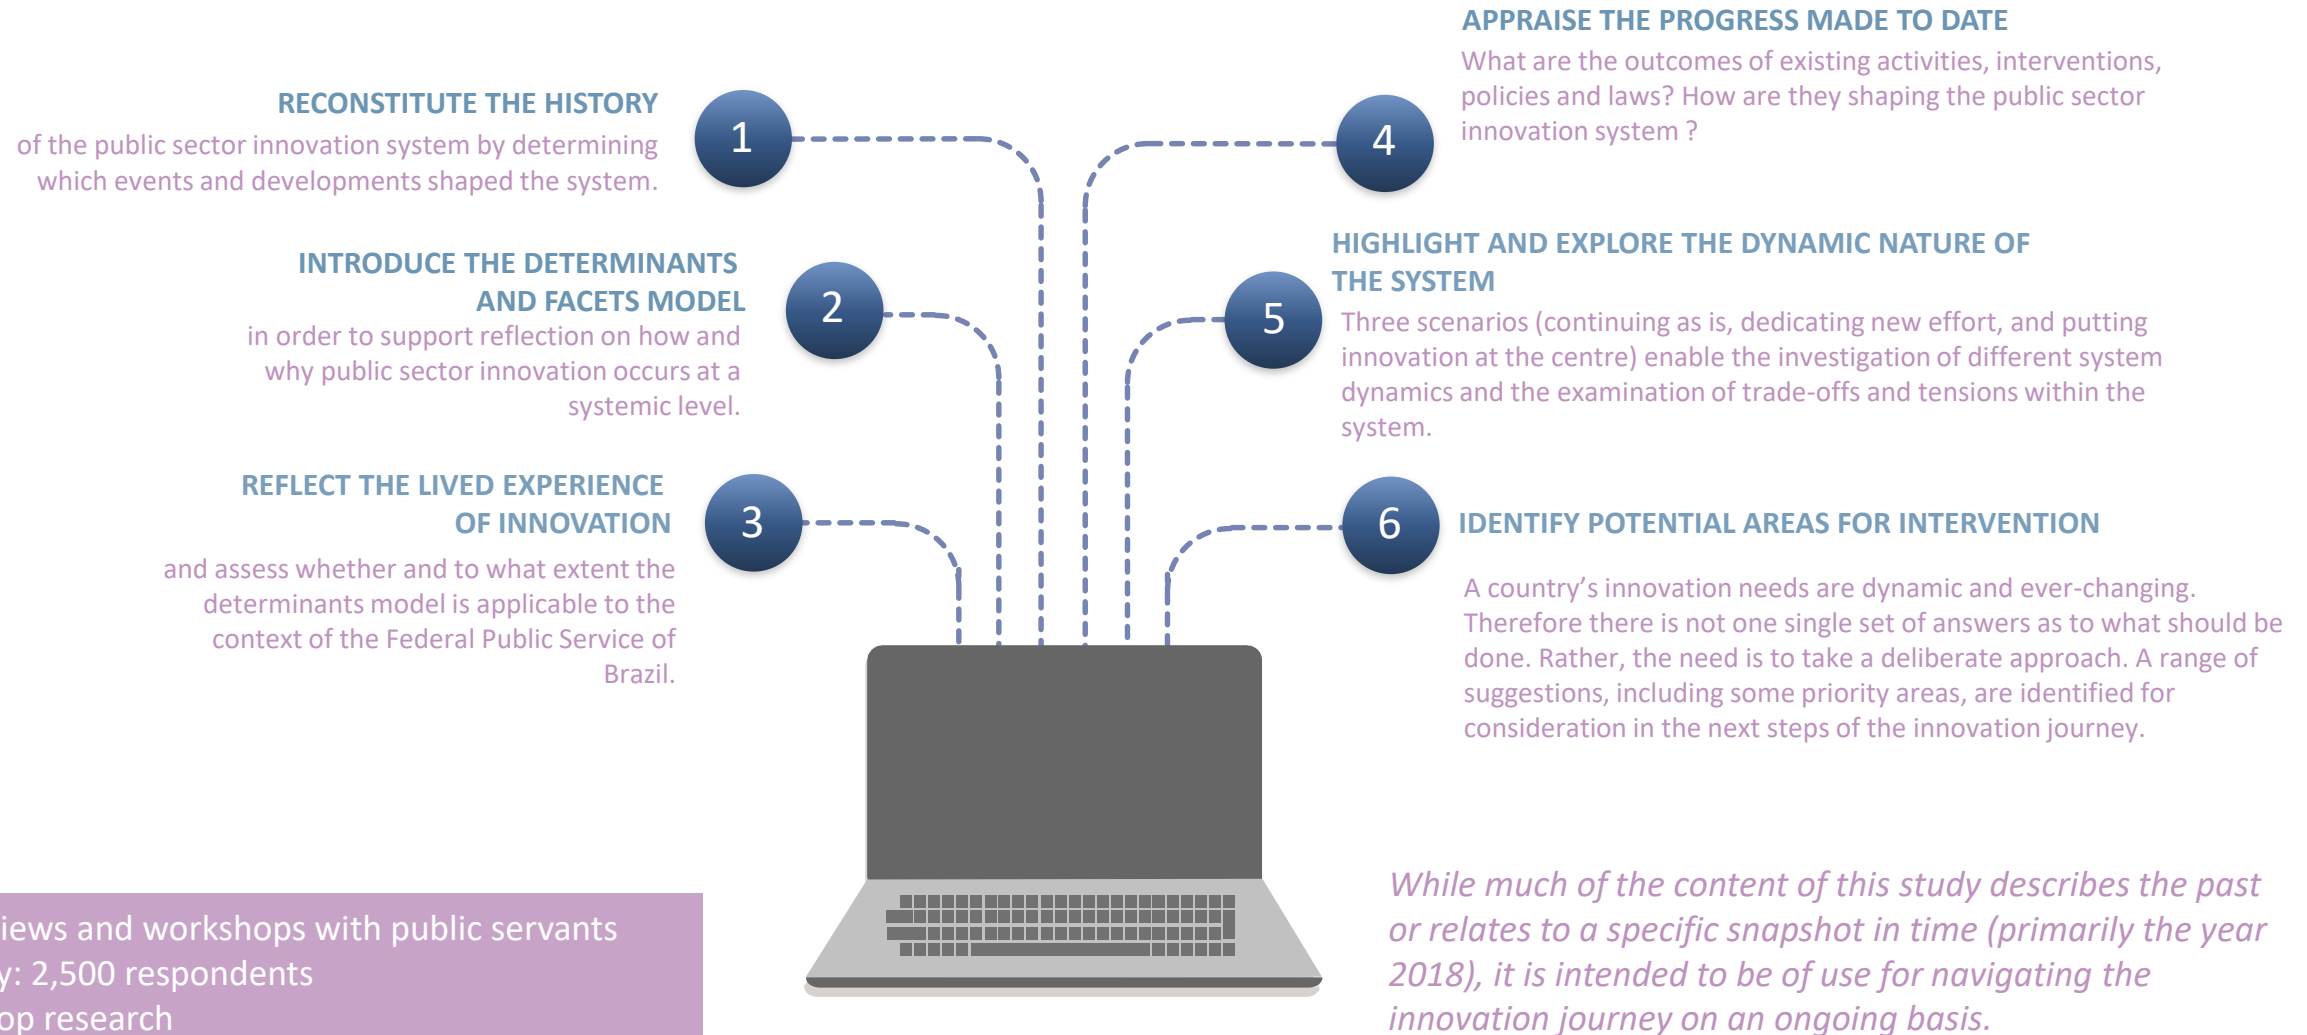 RECONSTITUTE THE HISTORY
of the public sector innovation system by determining
which events and developments shaped the system.
1
INTRODUCE THE DETERMINANTS
AND FACETS MODEL
in order to support reflection on how and
why public sector innovation occurs at a
systemic level.
2
REFLECT THE LIVED EXPERIENCE
OF INNOVATION
and assess whether and to what extent the
determinants model is applicable to the
context of the Federal Public Service of
Brazil.
3
APPRAISE THE PROGRESS MADE TO DATE
What are the outcomes of existing activities, interventions,
policies and laws? How are they shaping the public sector
innovation system ?
4
HIGHLIGHT AND EXPLORE THE DYNAMIC NATURE OF
THE SYSTEM
Three scenarios (continuing as is, dedicating new effort, and putting
innovation at the centre) enable the investigation of different system
dynamics and the examination of trade-offs and tensions within the
system.
5
IDENTIFY POTENTIAL AREAS FOR INTERVENTION
A country’s innovation needs are dynamic and ever-changing.
Therefore there is not one single set of answers as to what should be
done. Rather, the need is to take a deliberate approach. A range of
suggestions, including some priority areas, are identified for
consideration in the next steps of the innovation journey.
6
iews and workshops with public servants
y: 2,500 respondents
op research
While much of the content of this study describes the past
or relates to a specific snapshot in time (primarily the year
2018), it is intended to be of use for navigating the
innovation journey on an ongoing basis.